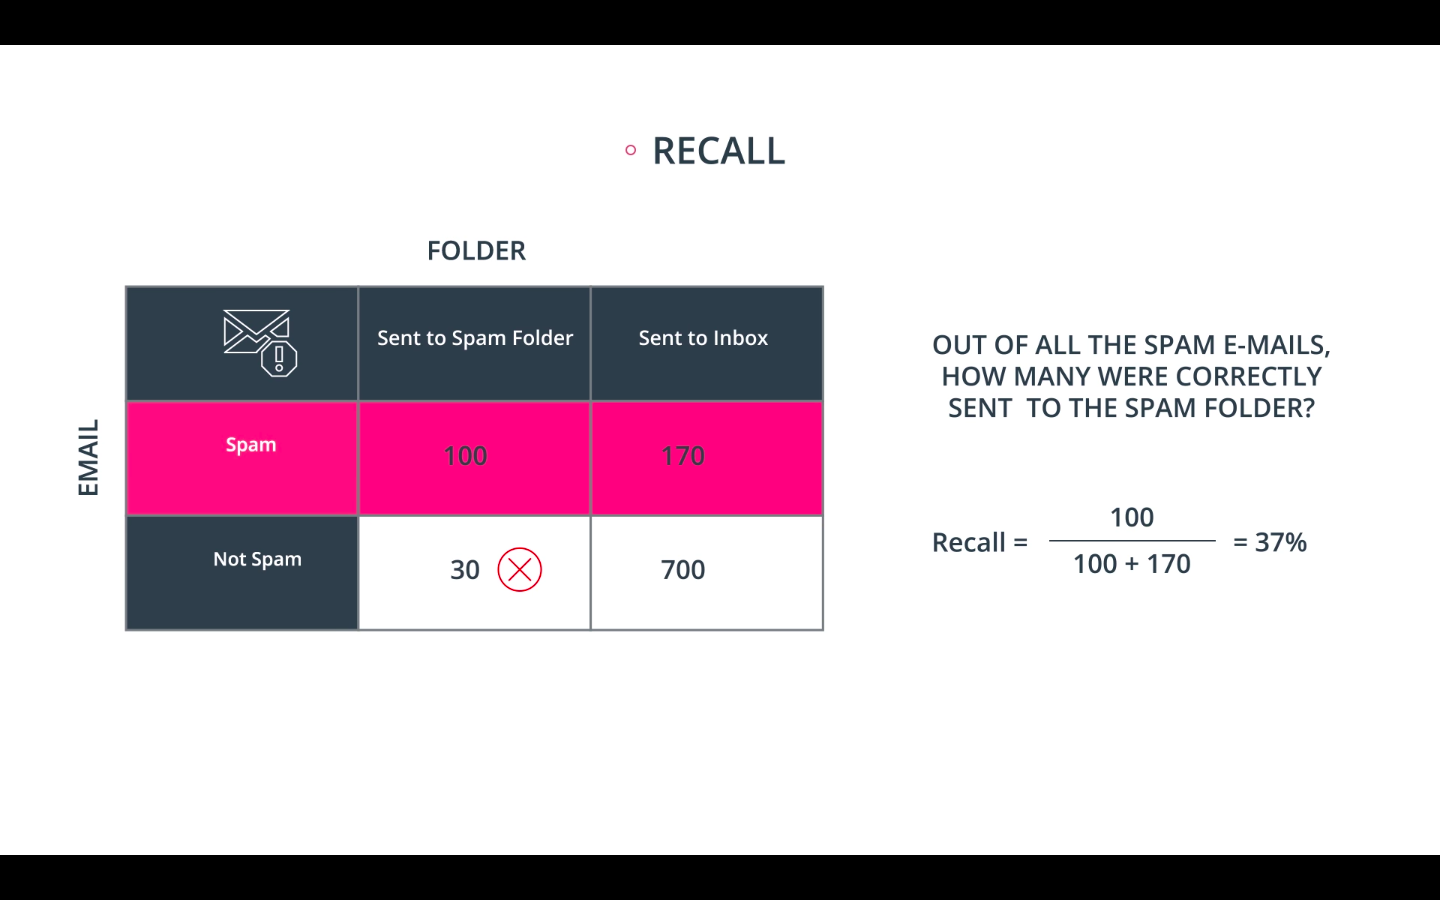 RECALL
FOLDER
Sent to Spam Folder
Sent to Inbox
EMAIL
Spam
100
170
Not Spam
30
700
OUT OF ALL THE SPAM E-MAILS,
HOW MANY WERE CORRECTLY
SENT TO THE SPAM FOLDER?
100
Recall =
= 37%
100 + 170